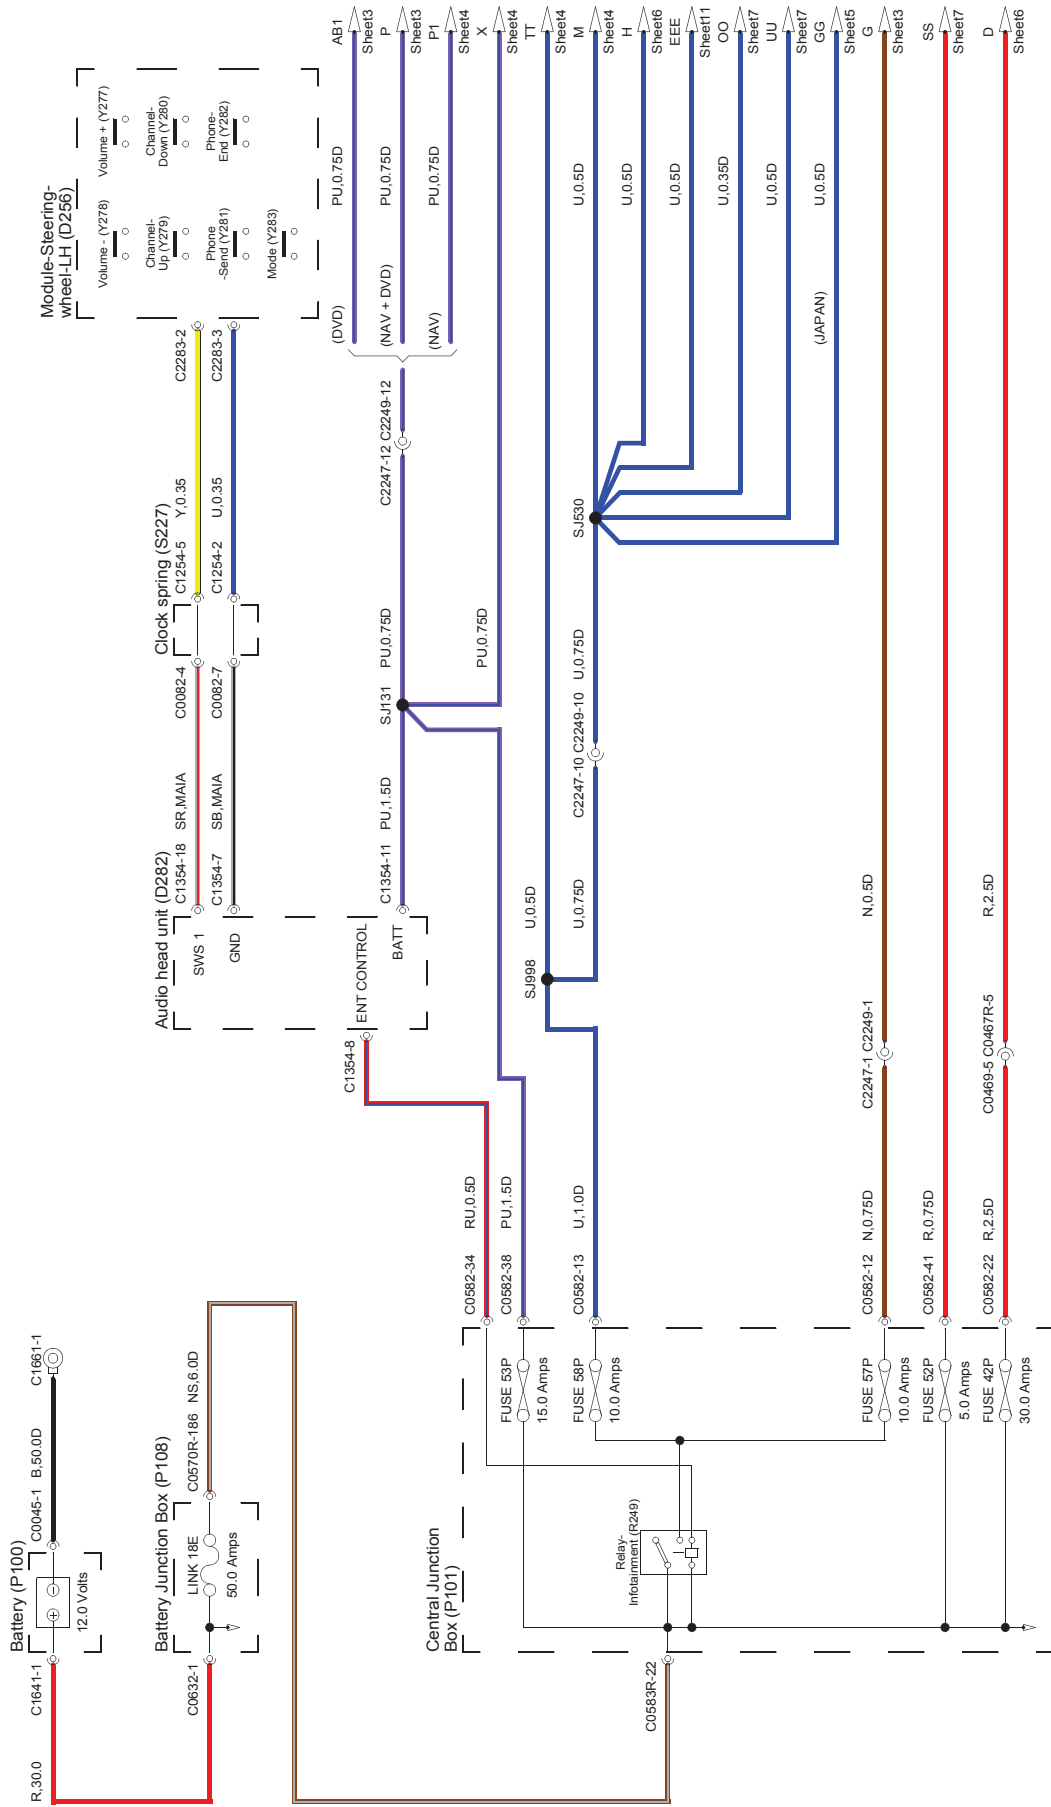 Battery (P100)
12.0 Volts
C1641-1
R,30.0
C0045-1
B,50.0D
C1661-1
Battery Junction Box (P108)
LINK 18E
50.0 Amps
C0632-1
C0570R-186
NS,6.0D
Central Junction
Box (P101)
C0583R-22
Relay-
Infotainment (R249)
FUSE 53P
15.0 Amps
FUSE 58P
10.0 Amps
FUSE 57P
10.0 Amps
FUSE 52P
5.0 Amps
FUSE 42P
30.0 Amps
C0582-34
RU,0.5D
C0582-38
PU,1.5D
C0582-13
U,1.0D
C0582-12
N,0.75D
C0582-41
R,0.75D
C0582-22
R,2.5D
Audio head unit (D282)
SWS 1
GND
ENT CONTROL
BATT
C1354-8
C1354-18
SR,MAIA
C0082-4
C1354-7
SB,MAIA
C0082-7
C1354-11
PU,1.5D
SJ131
PU,0.75D
PU,0.75D
Clock spring (S227)
C1254-5
Y,0.35
C2283-2
C1254-2
U,0.35
C2283-3
Module-Steering-
wheel-LH (D256)
Volume - (Y278)
Volume + (Y277)
Channel-
Up (Y279)
Channel-
Down (Y280)
Phone
-Send (Y281)
Phone-
End (Y282)
Mode (Y283)
C2247-12
C2249-12
(DVD)
PU,0.75D
AB1
Sheet3
(NAV + DVD)
PU,0.75D
P
Sheet3
(NAV)
PU,0.75D
P1
Sheet4
X
Sheet4
SJ998
U,0.5D
TT
Sheet4
U,0.75D
C2247-10
C2249-10
U,0.75D
SJ530
U,0.5D
M
Sheet4
U,0.5D
H
Sheet6
U,0.5D
EEE
Sheet11
U,0.35D
OO
Sheet7
U,0.5D
UU
Sheet7
(JAPAN)
U,0.5D
GG
Sheet5
C2247-1
C2249-1
N,0.5D
G
Sheet3
SS
Sheet7
C0469-5
C0467R-5
R,2.5D
D
Sheet6